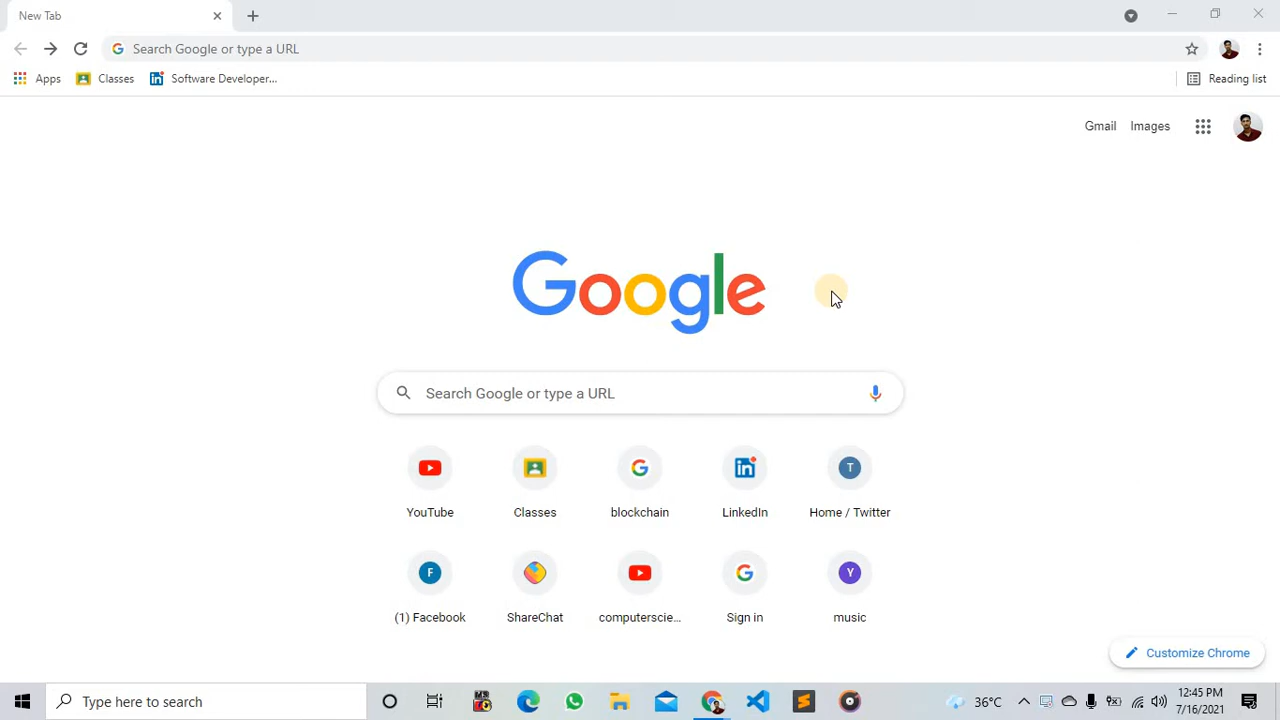 New Tab
Search Google or type a URL
Apps
Classes
Software Developer...
Reading list
Gmail
Images
Google
Search Google or type a URL
YouTube
Classes
blockchain
LinkedIn
Home / Twitter
(1) Facebook
ShareChat
computerscie...
Sign in
music
Customize Chrome
Type here to search
36°C
12:45 PM
7/16/2021